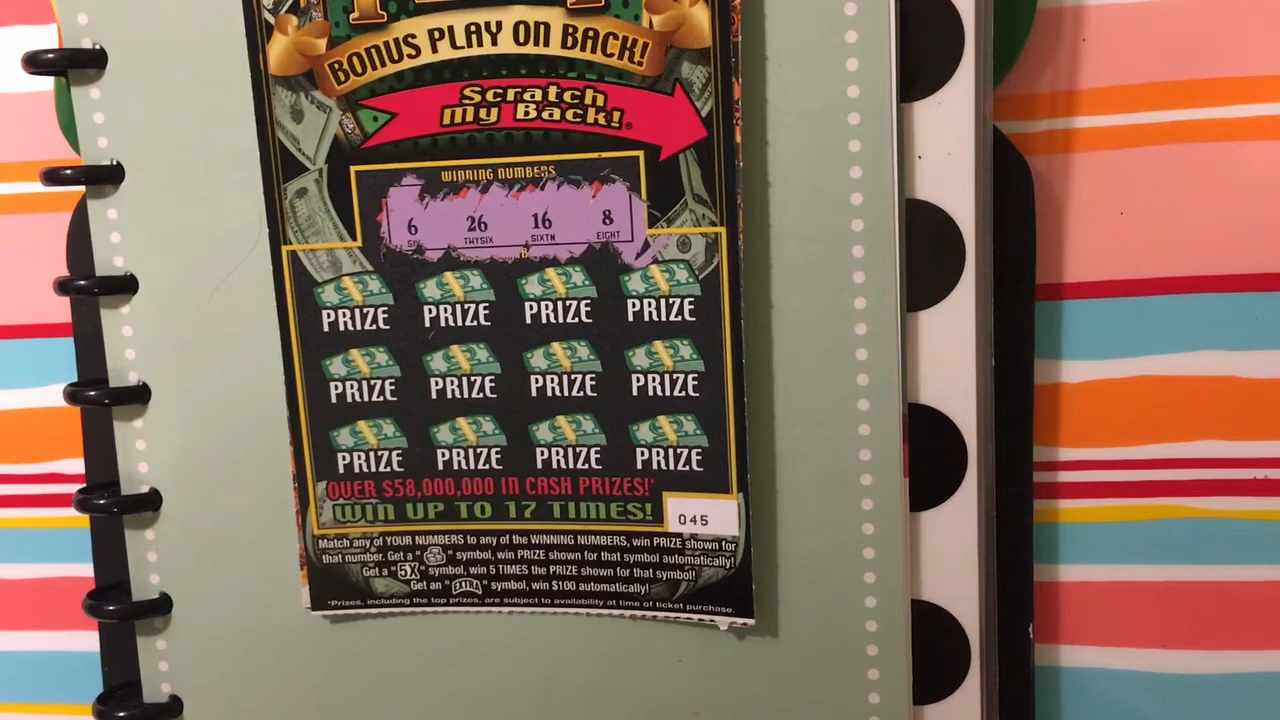 BONUS PLAY ON BACK!
Scratch
My Back!®
WINNING NUMBERS
6 26 16 8
TWYSIX SIXTN EIGHT
PRIZE PRIZE PRIZE PRIZE
PRIZE PRIZE PRIZE PRIZE
PRIZE PRIZE PRIZE PRIZE
OVER $58,000,000 IN CASH PRIZES!*
WIN UP TO 17 TIMES!
045
Match any of YOUR NUMBERS to any of the WINNING NUMBERS, win PRIZE shown for
that number. Get a " " symbol, win PRIZE shown for that symbol automatically!
Get a "5X" symbol, win 5 TIMES the PRIZE shown for that symbol!
Get an "EXTRA" symbol, win $100 automatically!
*Prizes, including the top prizes, are subject to availability at time of ticket purchase.